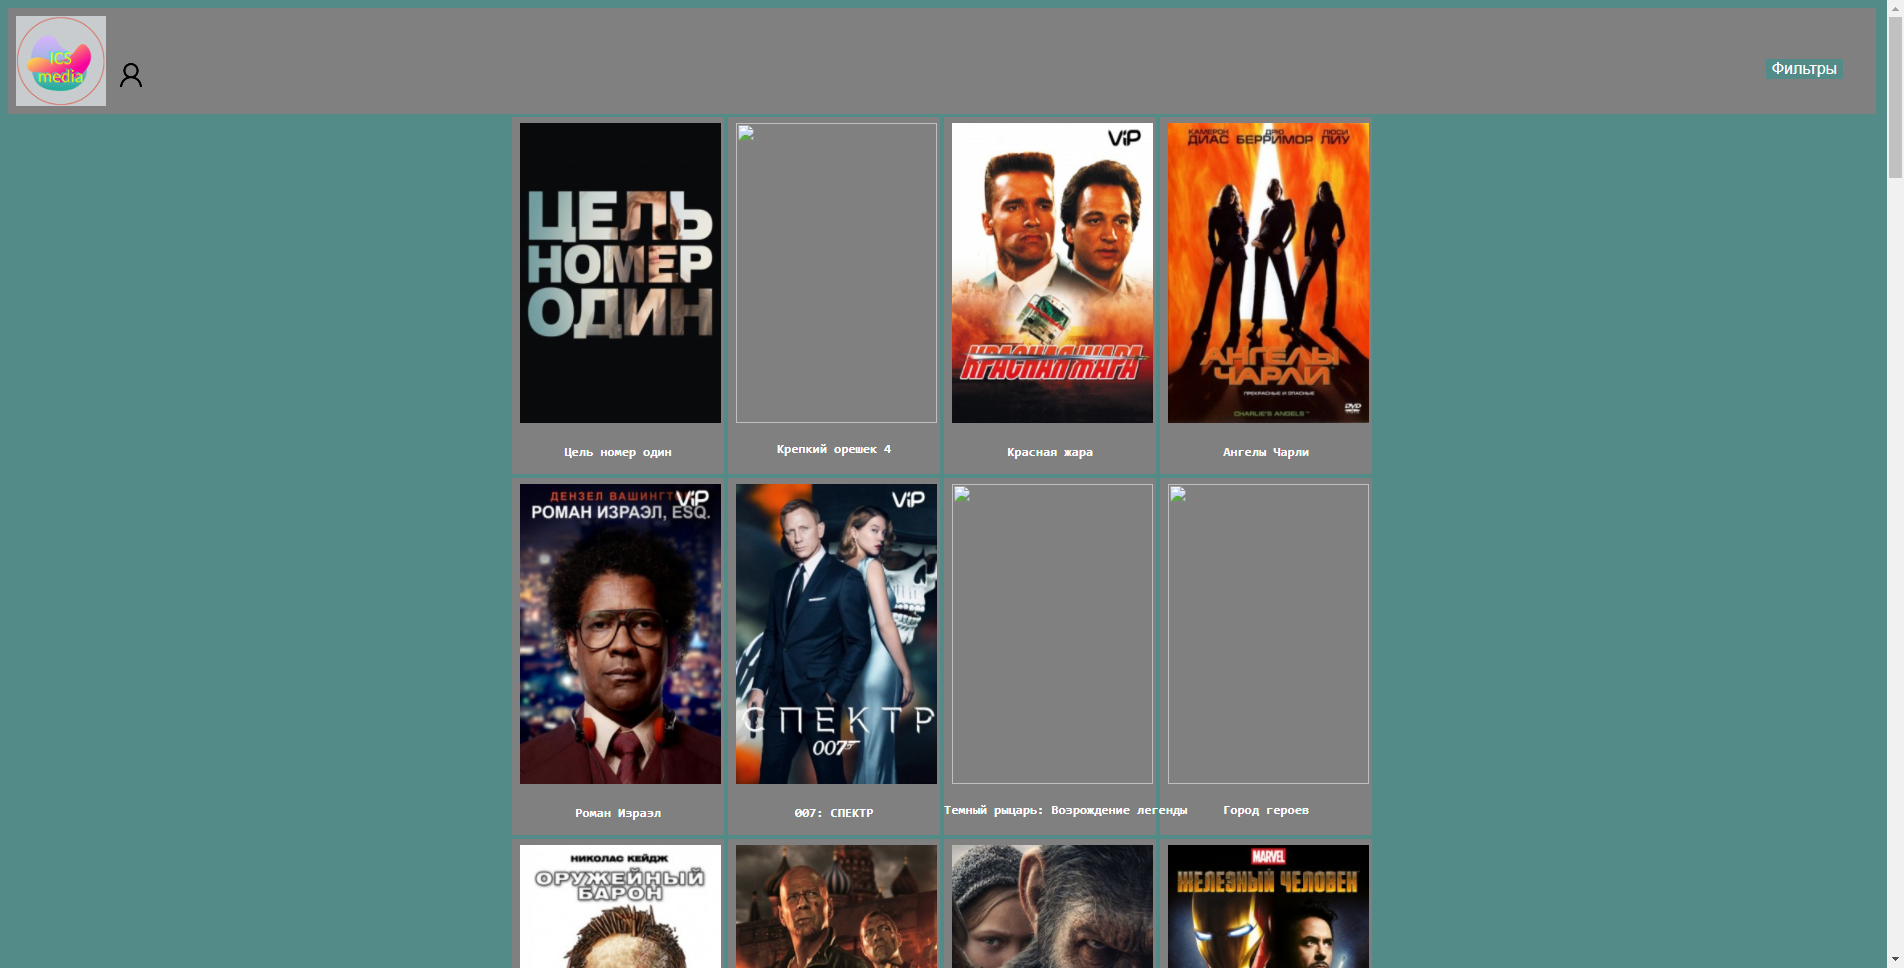 ICS
media
Фильтры
ЦЕЛЬ
НОМЕР
ОДИН
Цель номер один
Крепкий орешек 4
ViP
КРАСНАЯ ЖАРА
Красная жара
КАМЕРОН ДРЮ ЛЮСИ
ДИАС БЕРРИМОР ЛИУ
АНГЕЛЫ
ЧАРЛИ
ПРЕКРАСНЫЕ И ОПАСНЫЕ
DVD
CHARLIE'S ANGELS™
Ангелы Чарли
ДЕНЗЕЛ ВАШИНГТ
ViP
РОМАН ИЗРАЭЛ, ESQ.
Роман Израэл
ViP
СПЕКТР
007
007: СПЕКТР
Темный рыцарь: Возрождение легенды
Город героев
НИКОЛАС КЕЙДЖ
ОРУЖЕЙНЫЙ
БАРОН
MARVEL
ЖЕЛЕЗНЫЙ ЧЕЛОВЕК